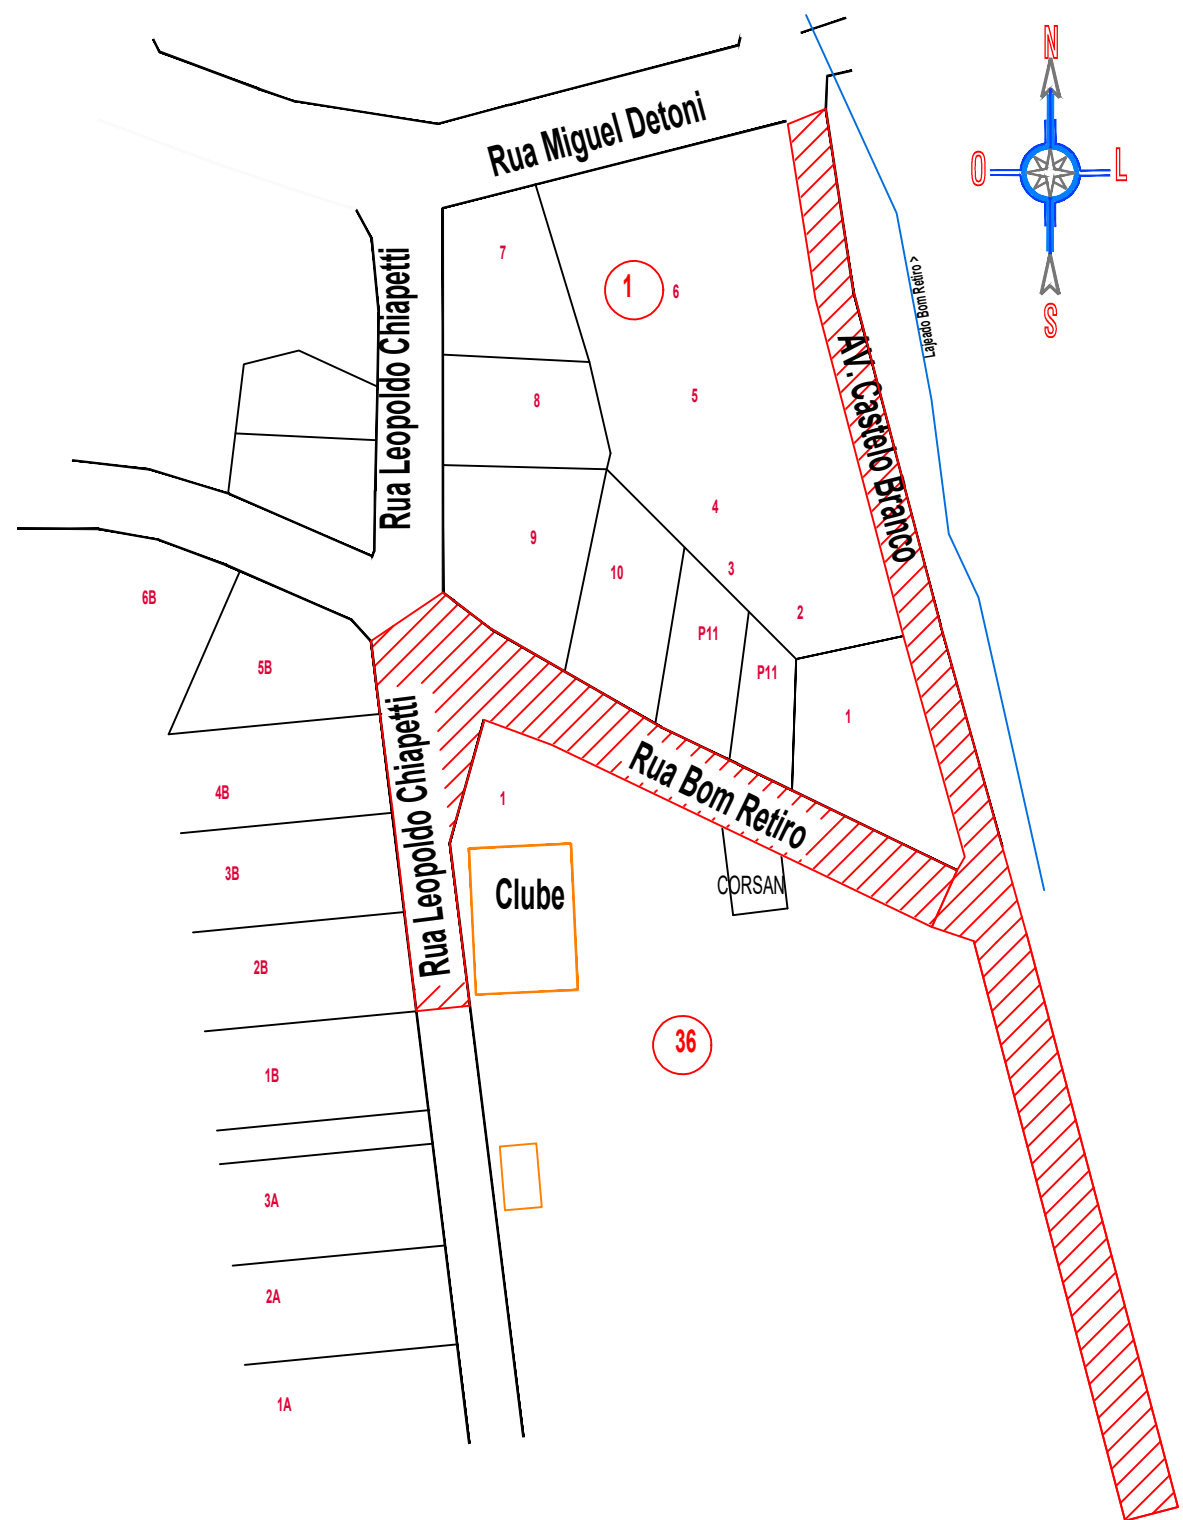 N
O
L
S
Rua Miguel Detoni
Rua Leopoldo Chiapetti
Lajeado Bom Retiro >
AV. Castelo Branco
7
1
6
8
5
4
9
10
3
2
P11
P11
1
6B
5B
Rua Leopoldo Chiapetti
Rua Bom Retiro
4B
1
3B
Clube
CORSAN
2B
36
1B
3A
2A
1A